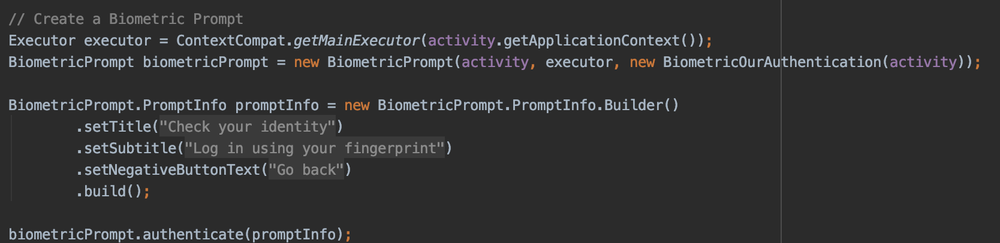 // Create a Biometric Prompt
Executor executor = ContextCompat.getMainExecutor(activity.getApplicationContext());
BiometricPrompt biometricPrompt = new BiometricPrompt(activity, executor, new BiometricOurAuthentication(activity));
BiometricPrompt.PromptInfo promptInfo = new BiometricPrompt.PromptInfo.Builder()
.setTitle("Check your identity")
.setSubtitle("Log in using your fingerprint")
.setNegativeButtonText("Go back")
.build();
biometricPrompt.authenticate(promptInfo);